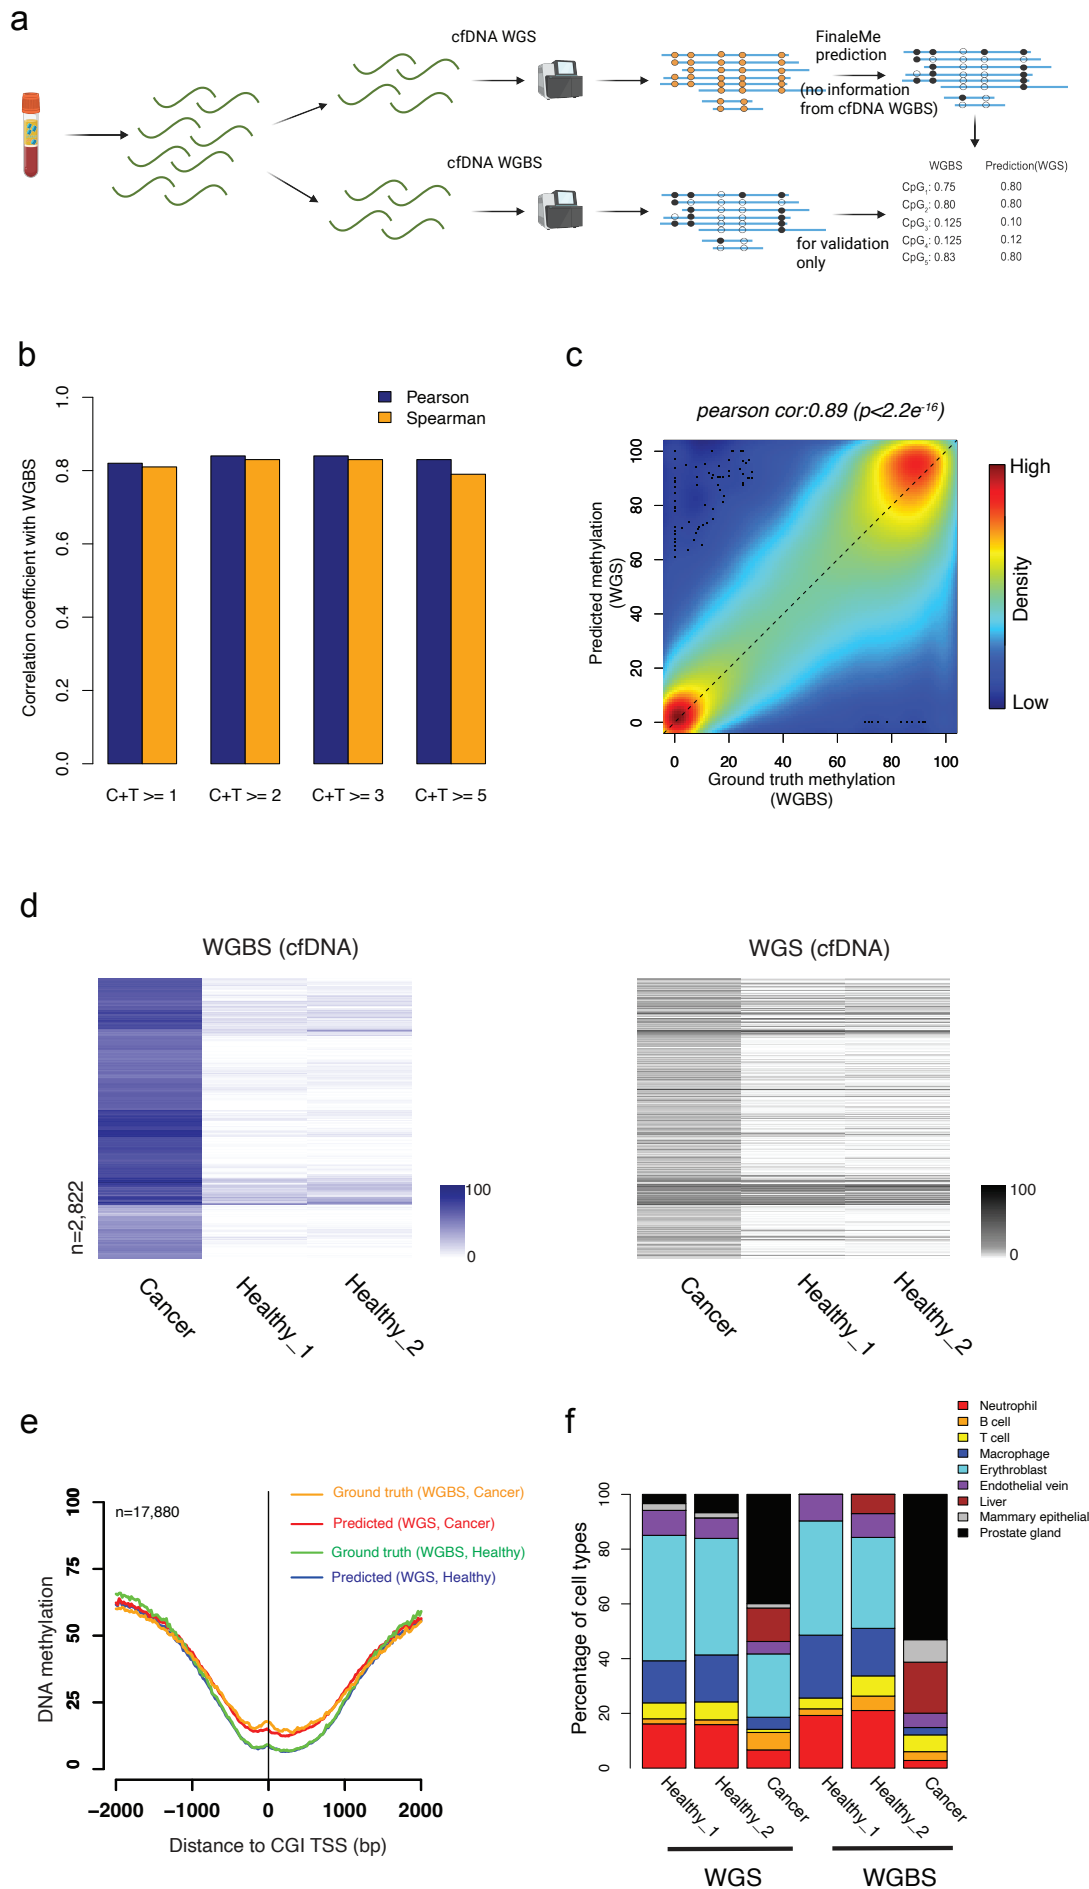 a
cfDNA WGS
FinaleMe
prediction
(no information
from cfDNA WGBS)
cfDNA WGBS
for validation
only
WGBS Prediction(WGS)
CpG₁: 0.75 0.80
CpG₂: 0.80 0.80
CpG₃: 0.125 0.10
CpG₄: 0.125 0.12
CpG₅: 0.83 0.80
b
Pearson
Spearman
Correlation coefficient with WGBS
1.0
0.8
0.6
0.4
0.2
0.0
C+T >= 1 C+T >= 2 C+T >= 3 C+T >= 5
c
pearson cor:0.89 (p<2.2e⁻¹⁶)
Predicted methylation
(WGS)
100
80
60
40
20
0
0 20 40 60 80 100
Ground truth methylation
(WGBS)
High
Density
Low
d
WGBS (cfDNA)
n=2,822
100
0
Cancer
Healthy_1
Healthy_2
WGS (cfDNA)
100
0
Cancer
Healthy_1
Healthy_2
e
n=17,880
Ground truth (WGBS, Cancer)
Predicted (WGS, Cancer)
Ground truth (WGBS, Healthy)
Predicted (WGS, Healthy)
DNA methylation
100
75
50
25
0
−2000 −1000 0 1000 2000
Distance to CGI TSS (bp)
f
Neutrophil
B cell
T cell
Macrophage
Erythroblast
Endothelial vein
Liver
Mammary epithelial
Prostate gland
Percentage of cell types
100
80
60
40
20
0
Healthy_1
Healthy_2
Cancer
Healthy_1
Healthy_2
Cancer
WGS WGBS